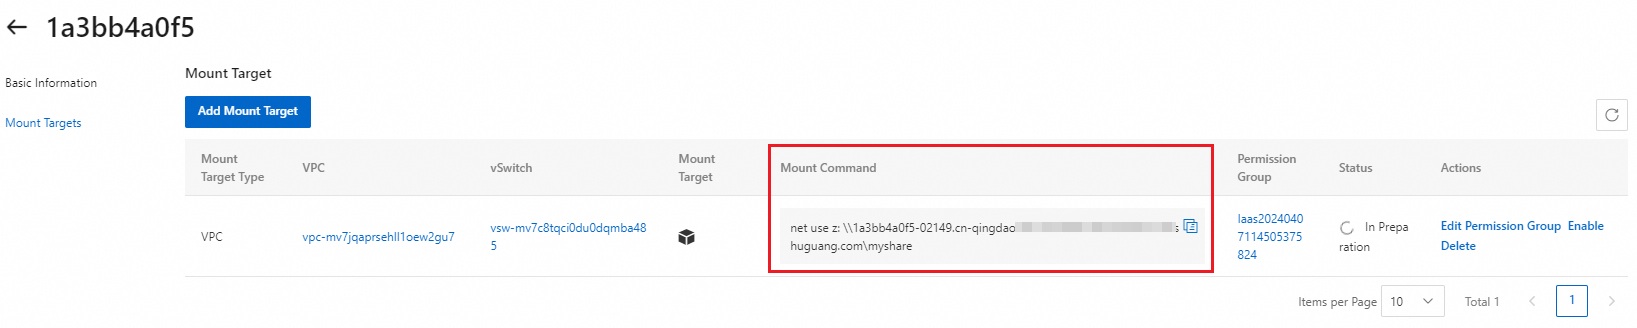 1a3bb4a0f5
Basic Information
Mount Targets
Mount Target
Add Mount Target
Mount Target Type VPC vSwitch Mount Target Mount Command Permission Group Status Actions
VPC
vpc-mv7jqaprsehll1oew2gu7
vsw-mv7c8tqci0du0dqmba48
5
net use z: \\1a3bb4a0f5-02149.cn-qingdao
huguang.com\myshare
Iaas2024040
7114505375
824
In Prepa
ration
Edit Permission Group Enable
Delete
Items per Page 10 Total 1 1